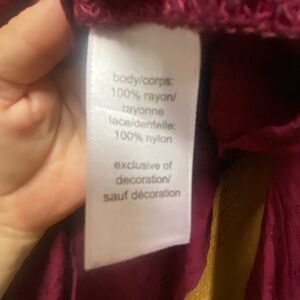 body/corps:
100% rayon/
rayonne
lace/dentelle:
100% nylon
exclusive of
decoration/
sauf décoration